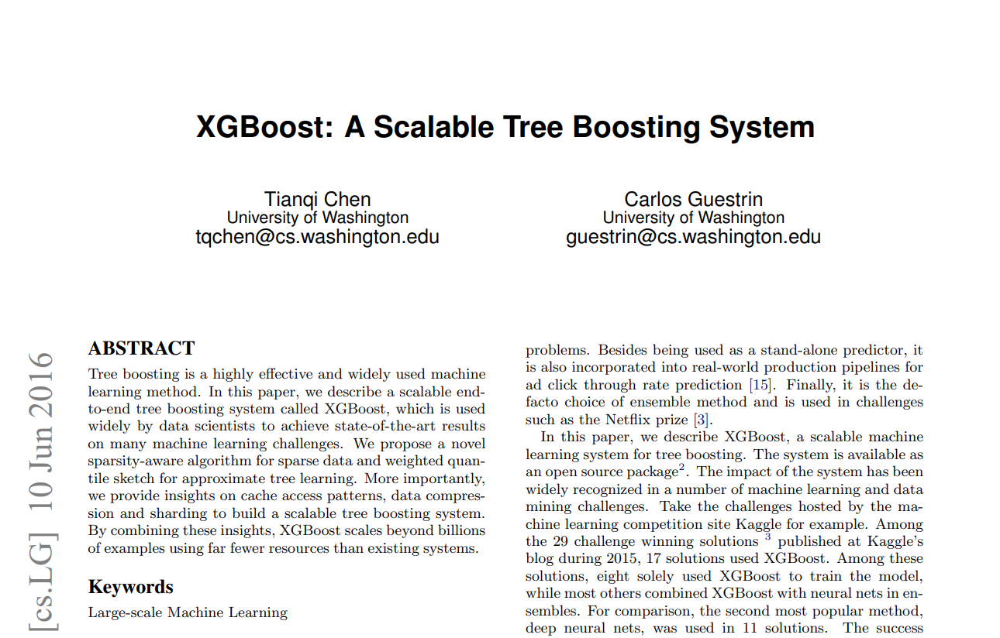 XGBoost: A Scalable Tree Boosting System
Tianqi Chen
University of Washington
tqchen@cs.washington.edu
Carlos Guestrin
University of Washington
guestrin@cs.washington.edu
ABSTRACT
Tree boosting is a highly effective and widely used machine
learning method. In this paper, we describe a scalable end-
to-end tree boosting system called XGBoost, which is used
widely by data scientists to achieve state-of-the-art results
on many machine learning challenges. We propose a novel
sparsity-aware algorithm for sparse data and weighted quan-
tile sketch for approximate tree learning. More importantly,
we provide insights on cache access patterns, data compres-
sion and sharding to build a scalable tree boosting system.
By combining these insights, XGBoost scales beyond billions
of examples using far fewer resources than existing systems.
Keywords
Large-scale Machine Learning
problems. Besides being used as a stand-alone predictor, it
is also incorporated into real-world production pipelines for
ad click through rate prediction [15]. Finally, it is the de-
facto choice of ensemble method and is used in challenges
such as the Netflix prize [3].
In this paper, we describe XGBoost, a scalable machine
learning system for tree boosting. The system is available as
an open source package2. The impact of the system has been
widely recognized in a number of machine learning and data
mining challenges. Take the challenges hosted by the ma-
chine learning competition site Kaggle for example. Among
the 29 challenge winning solutions 3 published at Kaggle's
blog during 2015, 17 solutions used XGBoost. Among these
solutions, eight solely used XGBoost to train the model,
while most others combined XGBoost with neural nets in en-
sembles. For comparison, the second most popular method,
deep neural nets, was used in 11 solutions. The success
[cs.LG] 10 Jun 2016